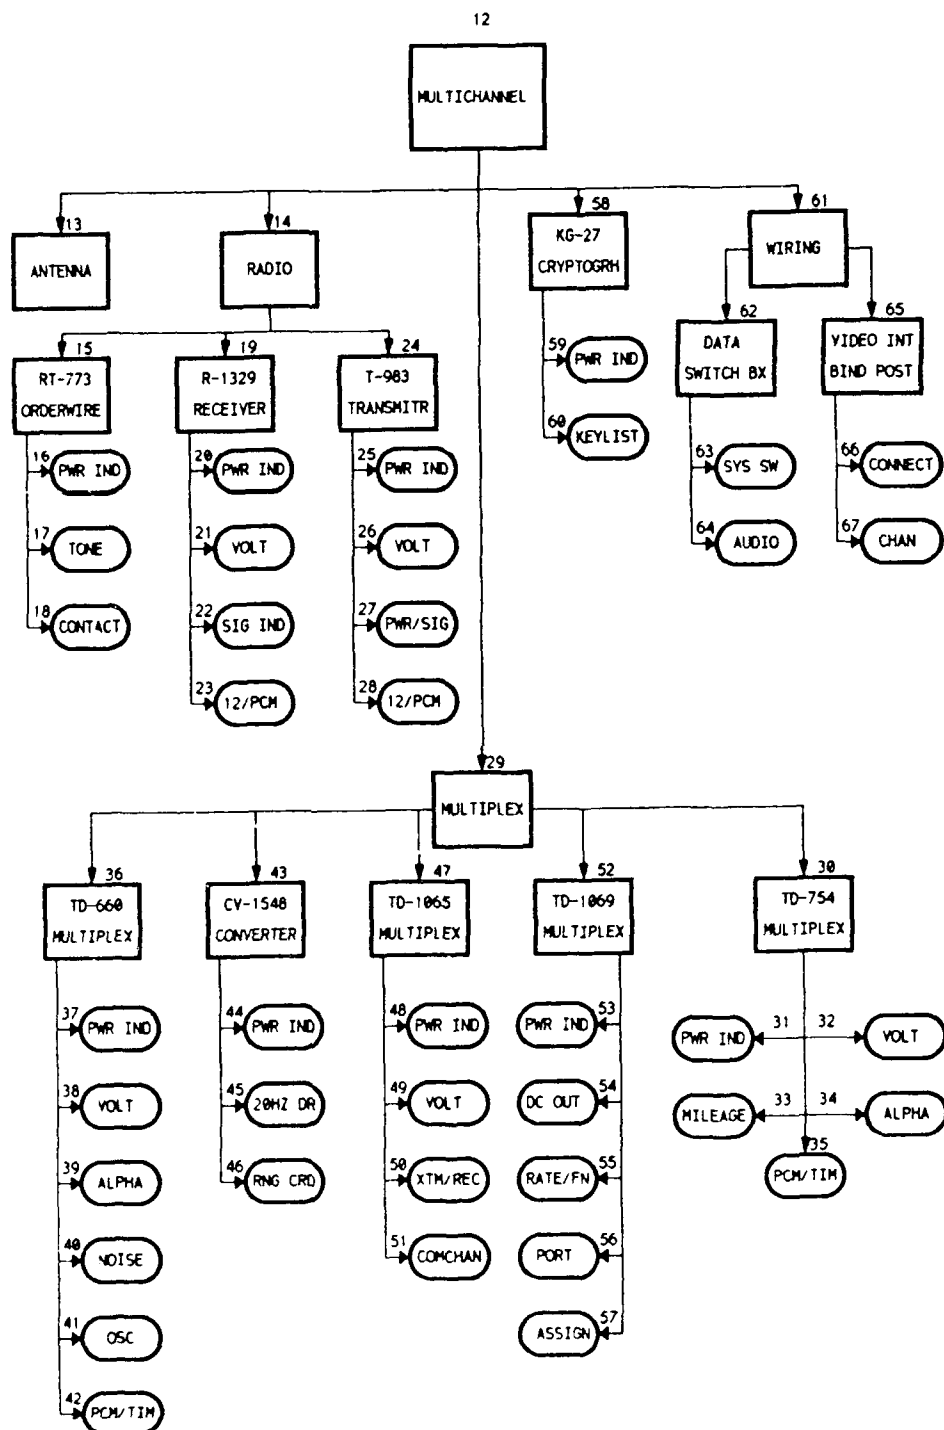 12
MULTICHANNEL
13
ANTENNA
14
RADIO
58
KG-27
CRYPTOGRH
61
WIRING
15
RT-773
ORDERWIRE
19
R-1329
RECEIVER
24
T-983
TRANSMITR
59
PWR IND
60
KEYLIST
62
DATA
SWITCH BX
65
VIDEO INT
BIND POST
16
PWR IND
17
TONE
18
CONTACT
20
PWR IND
21
VOLT
22
SIG IND
23
12/PCM
25
PWR IND
26
VOLT
27
PWR/SIG
28
12/PCM
63
SYS SW
64
AUDIO
66
CONNECT
67
CHAN
29
MULTIPLEX
36
TD-660
MULTIPLEX
43
CV-1548
CONVERTER
47
TD-1065
MULTIPLEX
52
TD-1069
MULTIPLEX
30
TD-754
MULTIPLEX
37
PWR IND
38
VOLT
39
ALPHA
40
NOISE
41
OSC
42
PCM/TIM
44
PWR IND
45
20HZ DR
46
RNG CRD
48
PWR IND
49
VOLT
50
XTM/REC
51
COMCHAN
53
PWR IND
54
DC OUT
55
RATE/FN
56
PORT
57
ASSIGN
31
PWR IND
32
VOLT
33
MILEAGE
34
ALPHA
35
PCM/TIM